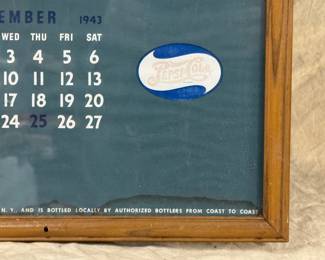 EMBER 1943
WED THU FRI SAT
3 4 5 6
10 11 12 13
17 18 19 20
24 25 26 27
PEPSI-COLA
N. Y. AND IS BOTTLED LOCALLY BY AUTHORIZED BOTTLERS FROM COAST TO COAST